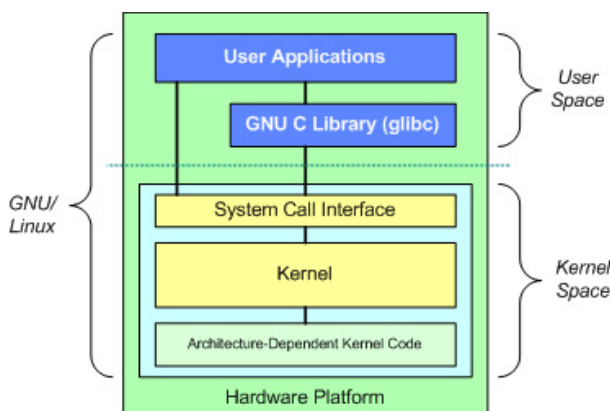 User Applications
GNU C Library (glibc)
User
Space
GNU/
Linux
System Call Interface
Kernel
Architecture-Dependent Kernel Code
Kernel
Space
Hardware Platform